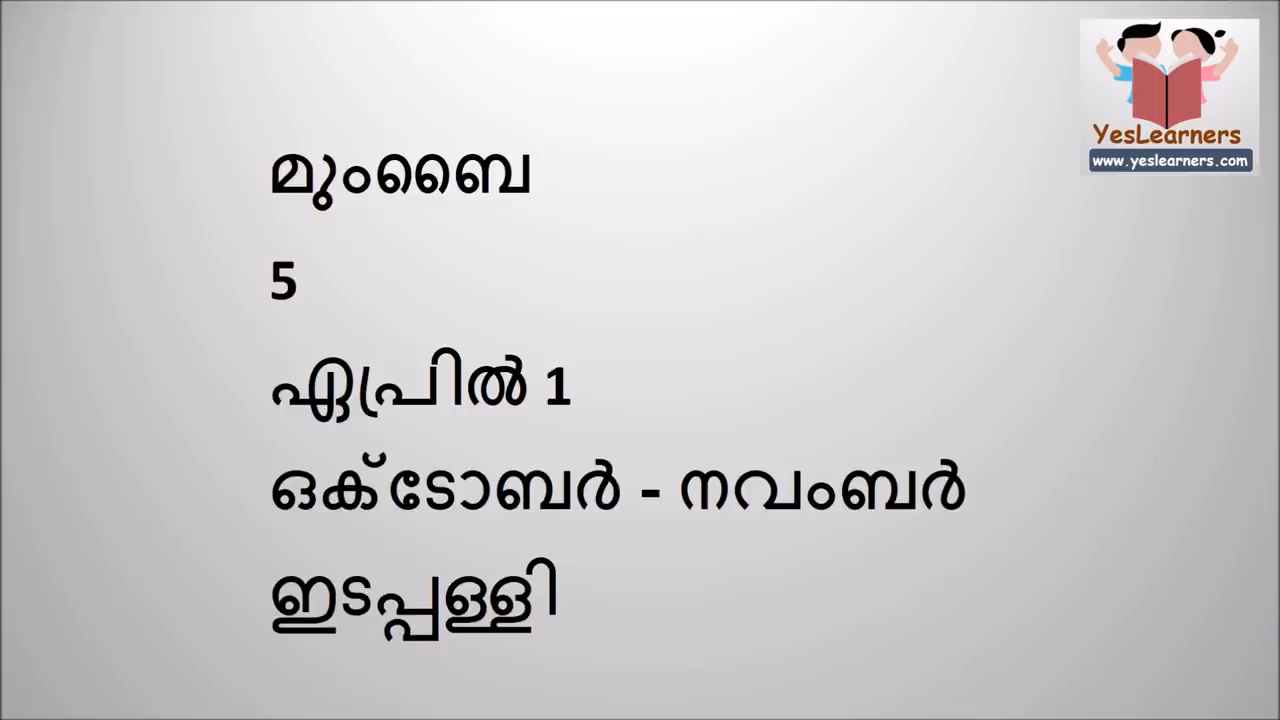 YesLearners
www.yeslearners.com
മുംബൈ
5
ഏപ്രിൽ 1
ഒക്ടോബർ - നവംബർ
ഇടപ്പള്ളി